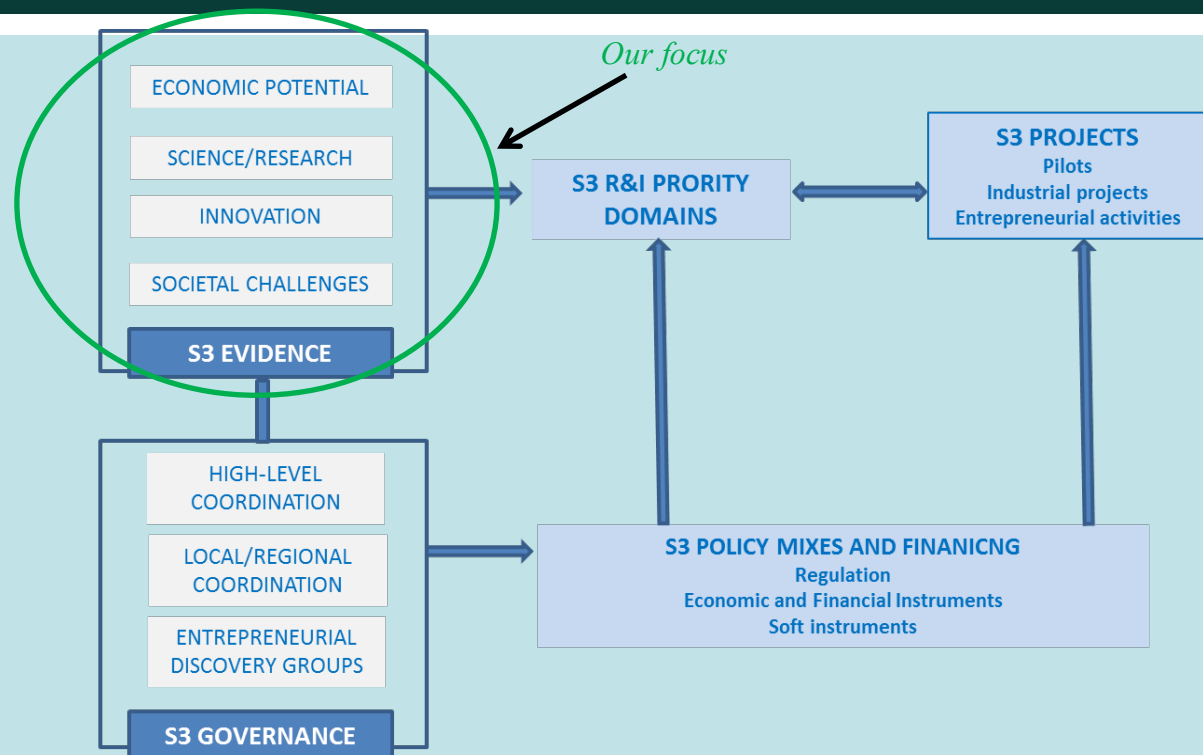 Our focus
ECONOMIC POTENTIAL
SCIENCE/RESEARCH
INNOVATION
SOCIETAL CHALLENGES
S3 EVIDENCE
S3 R&I PRORITY
DOMAINS
S3 PROJECTS
Pilots
Industrial projects
Entrepreneurial activities
HIGH-LEVEL
COORDINATION
LOCAL/REGIONAL
COORDINATION
ENTREPRENEURIAL
DISCOVERY GROUPS
S3 GOVERNANCE
S3 POLICY MIXES AND FINANICNG
Regulation
Economic and Financial Instruments
Soft instruments